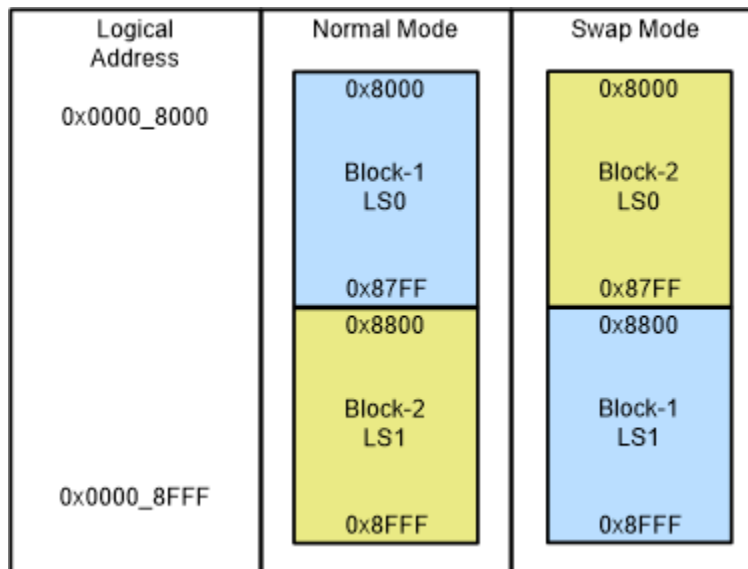 Logical
Address
0x0000_8000
0x0000_8FFF
Normal Mode
0x8000
Block-1
LS0
0x87FF
0x8800
Block-2
LS1
0x8FFF
Swap Mode
0x8000
Block-2
LS0
0x87FF
0x8800
Block-1
LS1
0x8FFF